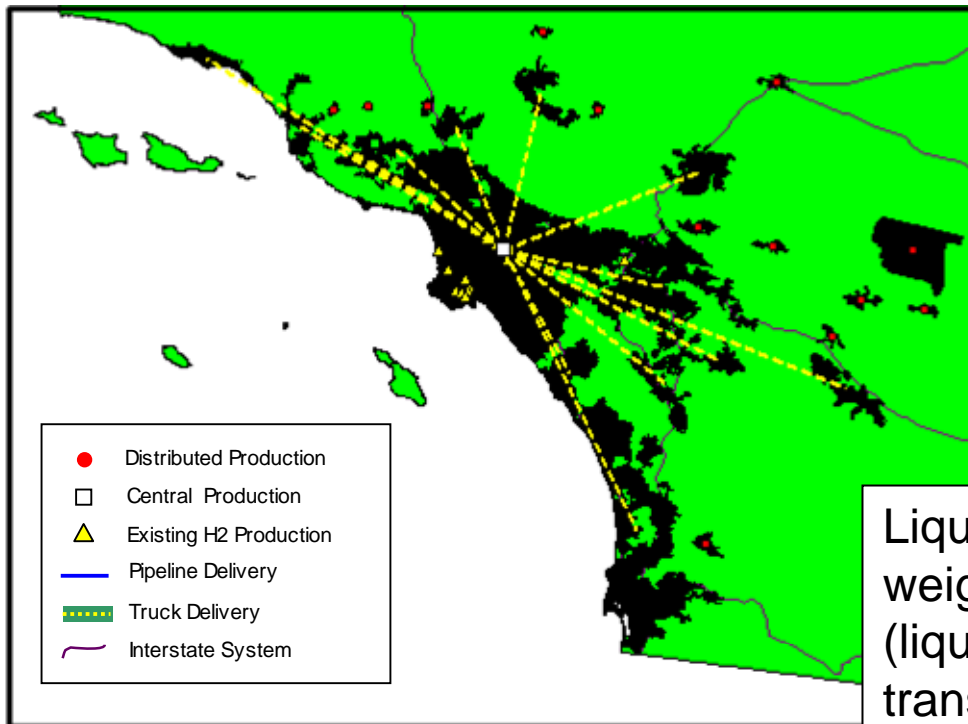 Distributed Production
Central Production
Existing H2 Production
Pipeline Delivery
Truck Delivery
Interstate System
Liqu
weig
(liqu
trans